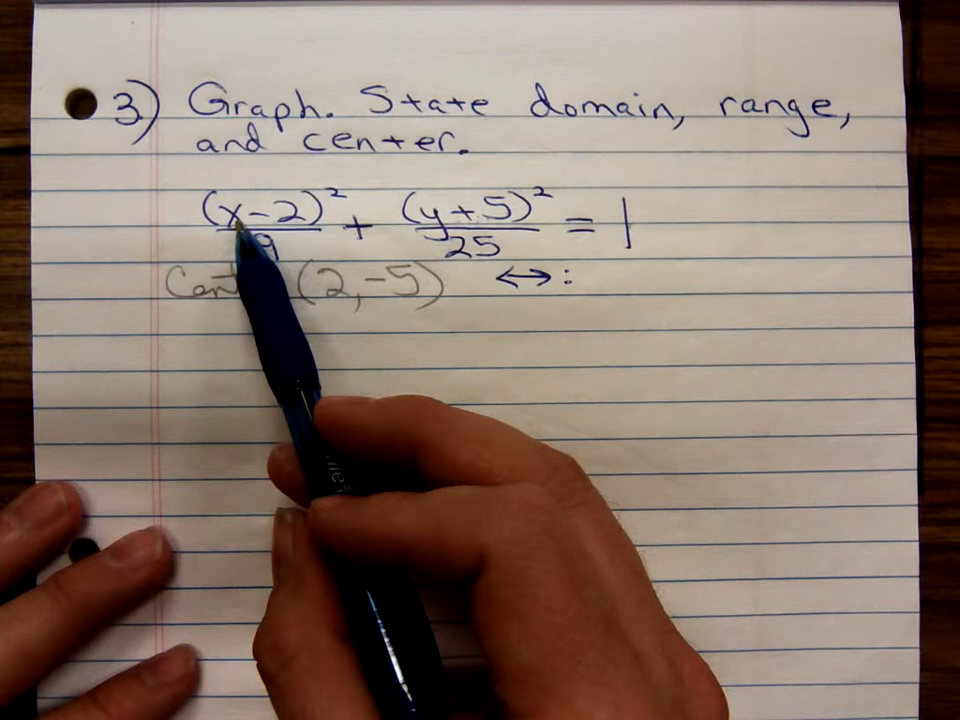 3) Graph. State domain, range,
and center.
(x-2)²/9 + (y+5)²/25 = 1
(2,-5) ↔: